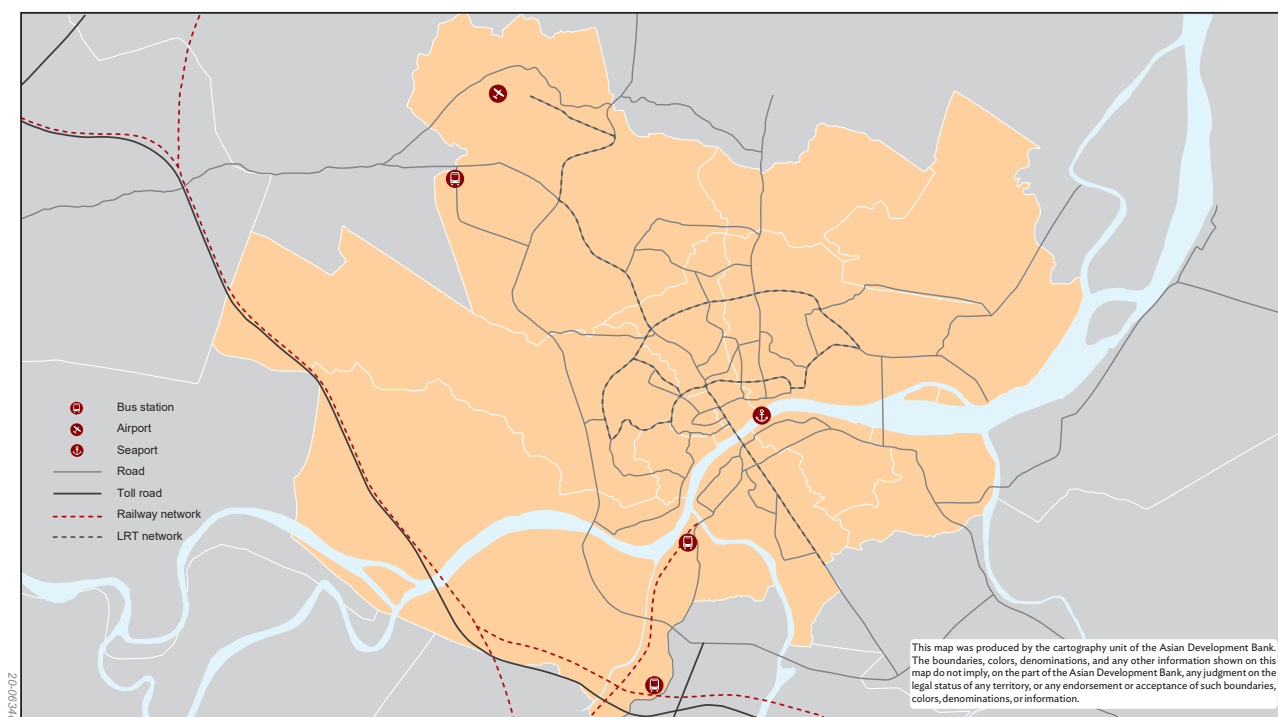 Bus station
Airport
Seaport
Road
Toll road
Railway network
LRT network
This map was produced by the cartography unit of the Asian Development Bank.
The boundaries, colors, denominations, and any other information shown on this
map do not imply, on the part of the Asian Development Bank, any judgment on the
legal status of any territory, or any endorsement or acceptance of such boundaries,
colors, denominations, or information.